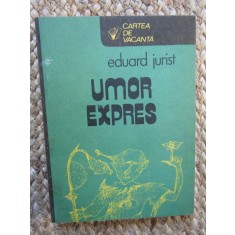 CARTEA
DE
VACANȚĂ
eduard jurist
UMOR
EXPRES